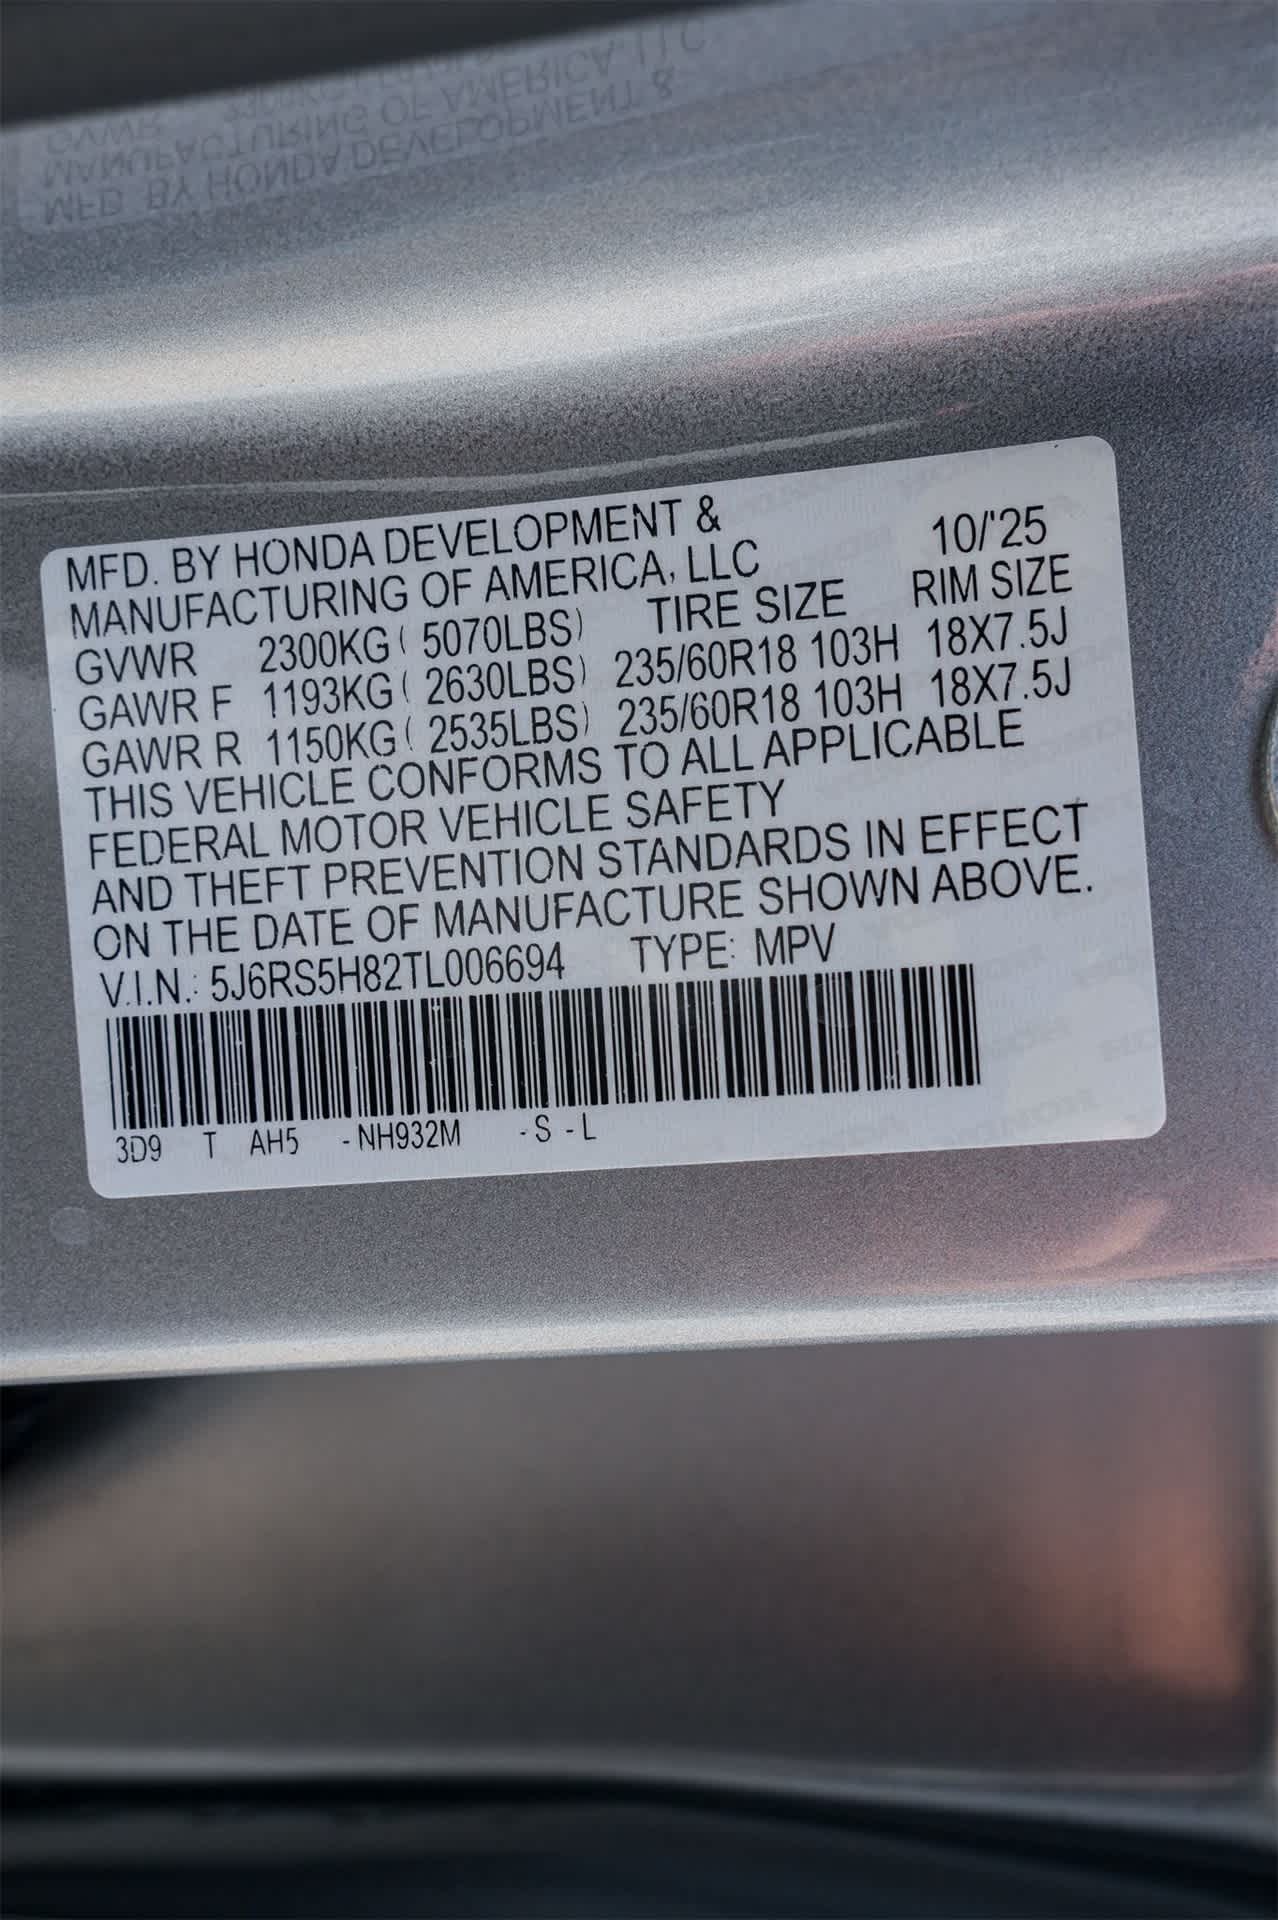 MFD. BY HONDA DEVELOPMENT &
MANUFACTURING OF AMERICA, LLC 10/'25
GVWR 2300KG ( 5070LBS) TIRE SIZE RIM SIZE
GAWR F 1193KG ( 2630LBS) 235/60R18 103H 18X7.5J
GAWR R 1150KG ( 2535LBS) 235/60R18 103H 18X7.5J
THIS VEHICLE CONFORMS TO ALL APPLICABLE
FEDERAL MOTOR VEHICLE SAFETY
AND THEFT PREVENTION STANDARDS IN EFFECT
ON THE DATE OF MANUFACTURE SHOWN ABOVE.
V.I.N.: 5J6RS5H82TL006694 TYPE: MPV
3D9 T AH5 -NH932M -S -L